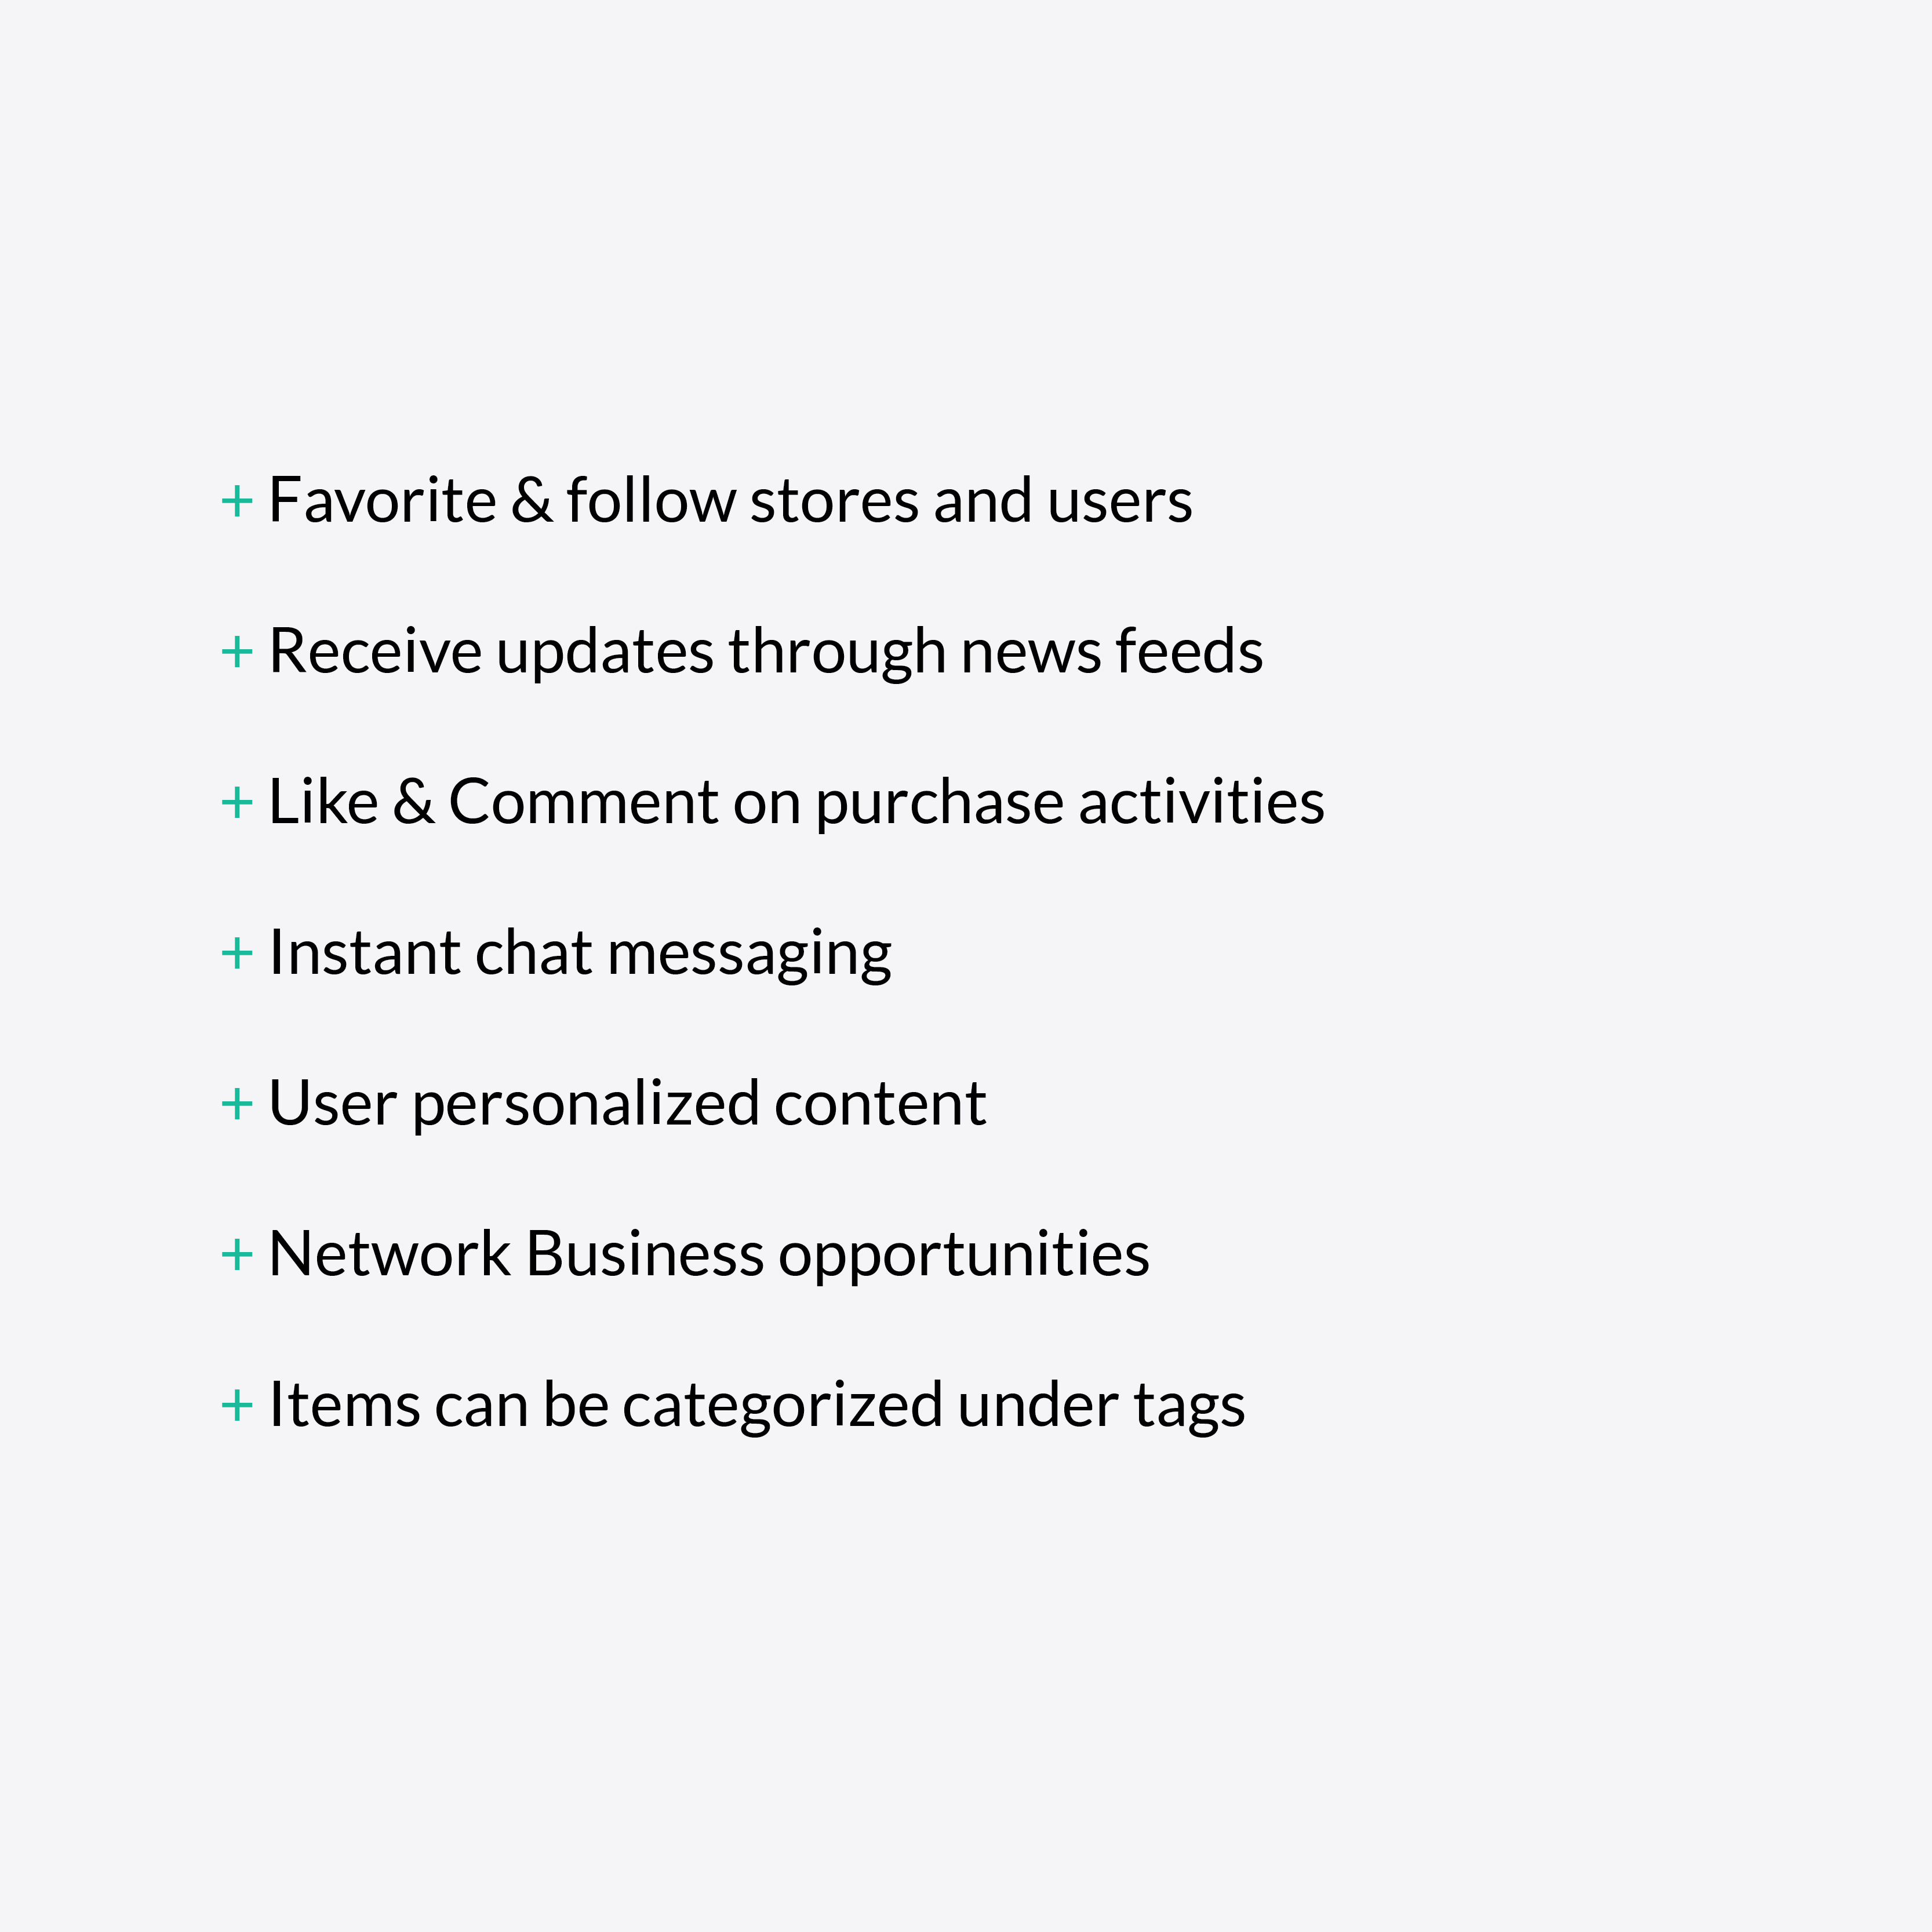 + Favorite & follow stores and users
+ Receive updates through news feeds
+ Like & Comment on purchase activities
+ Instant chat messaging
+ User personalized content
+ Network Business opportunities
+ Items can be categorized under tags